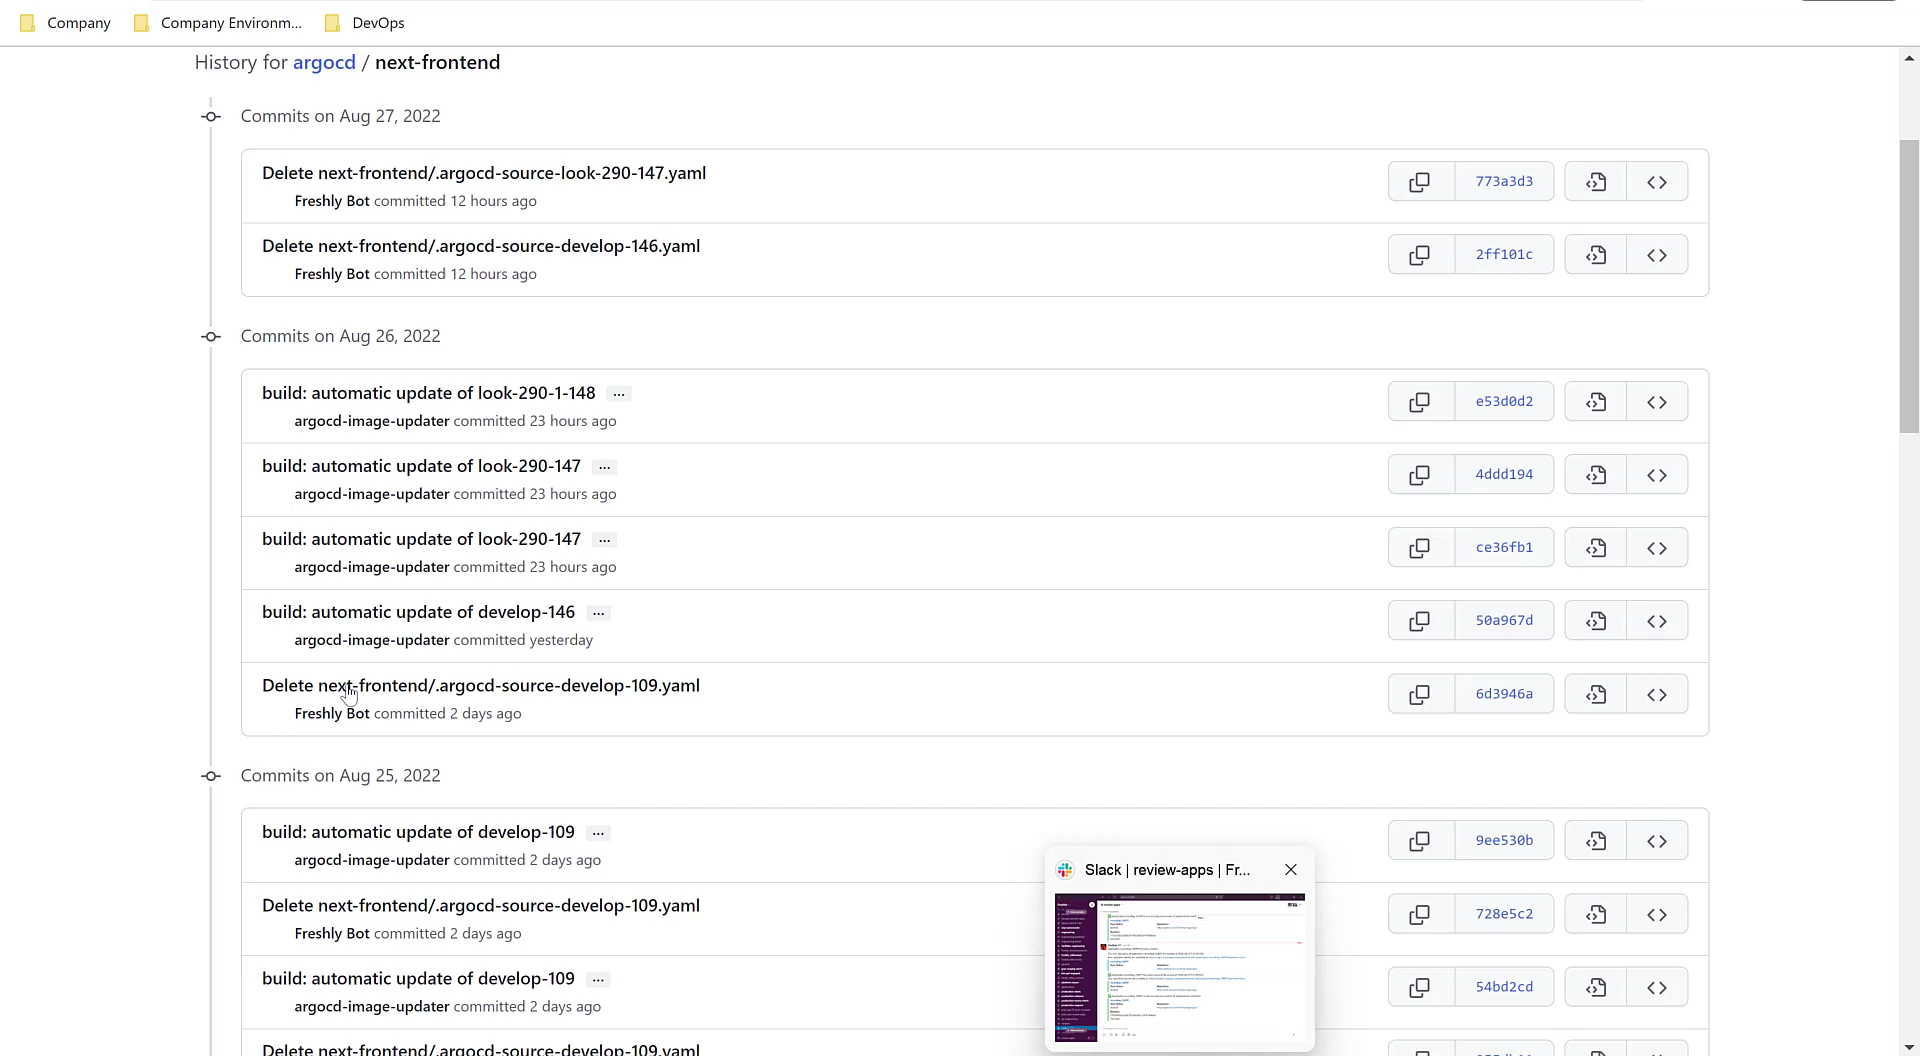 Company
Company Environm...
DevOps
History for argocd / next-frontend
Commits on Aug 27, 2022
Delete next-frontend/.argocd-source-look-290-147.yaml
773a3d3
Freshly Bot committed 12 hours ago
Delete next-frontend/.argocd-source-develop-146.yaml
2ff101c
Freshly Bot committed 12 hours ago
Commits on Aug 26, 2022
build: automatic update of look-290-1-148 ...
e53d0d2
argocd-image-updater committed 23 hours ago
build: automatic update of look-290-147 ...
4ddd194
argocd-image-updater committed 23 hours ago
build: automatic update of look-290-147 ...
ce36fb1
argocd-image-updater committed 23 hours ago
build: automatic update of develop-146 ...
50a967d
argocd-image-updater committed yesterday
Delete next-frontend/.argocd-source-develop-109.yaml
6d3946a
Freshly Bot committed 2 days ago
Commits on Aug 25, 2022
build: automatic update of develop-109 ...
9ee530b
argocd-image-updater committed 2 days ago
Slack | review-apps | Fr...
Delete next-frontend/.argocd-source-develop-109.yaml
728e5c2
Freshly Bot committed 2 days ago
build: automatic update of develop-109 ...
54bd2cd
argocd-image-updater committed 2 days ago
Delete next-frontend/.argocd-source-develop-109.yaml